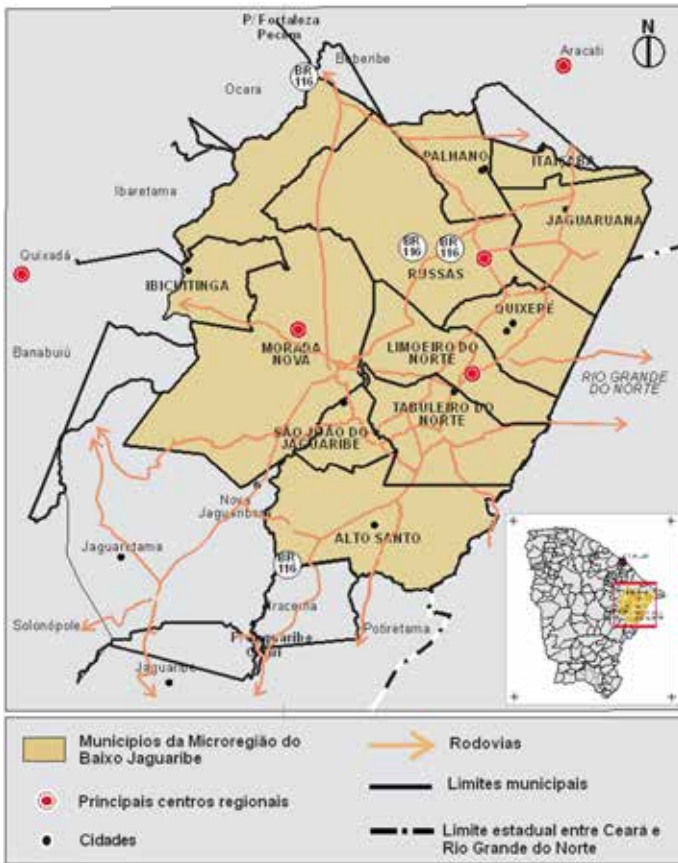 P/ Fortaleza
Pecém
Beberibe
N
Aracati
BR
116
Ocara
PALHANO
ITAIÇABA
Ibaretama
JAGUARUANA
BR
116
BR
116
Quixadá
RUSSAS
IBICUITINGA
QUIXERÉ
MORADA
NOVA
LIMOEIRO DO
NORTE
Banabuiú
RIO GRANDE
DO NORTE
TABULEIRO DO
NORTE
SÃO JOÃO DO
JAGUARIBE
Nova
Jaguaribara
ALTO SANTO
Jaguaretama
BR
116
Iracema
Solonópole
Potiretama
Jaguaribe
Municípios da Microregião do
Baixo Jaguaribe
Rodovias
Principais centros regionais
Limites municipais
Cidades
Limite estadual entre Ceará e
Rio Grande do Norte